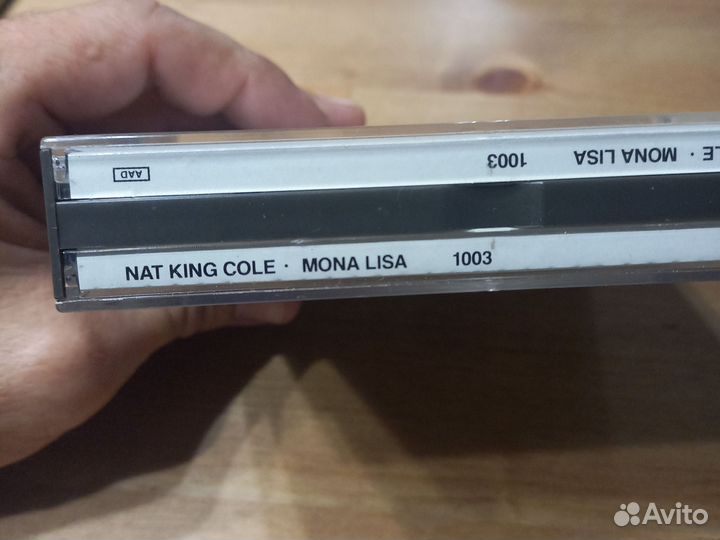 LE · MONA LISA 1003 AAD
NAT KING COLE · MONA LISA 1003
Avito